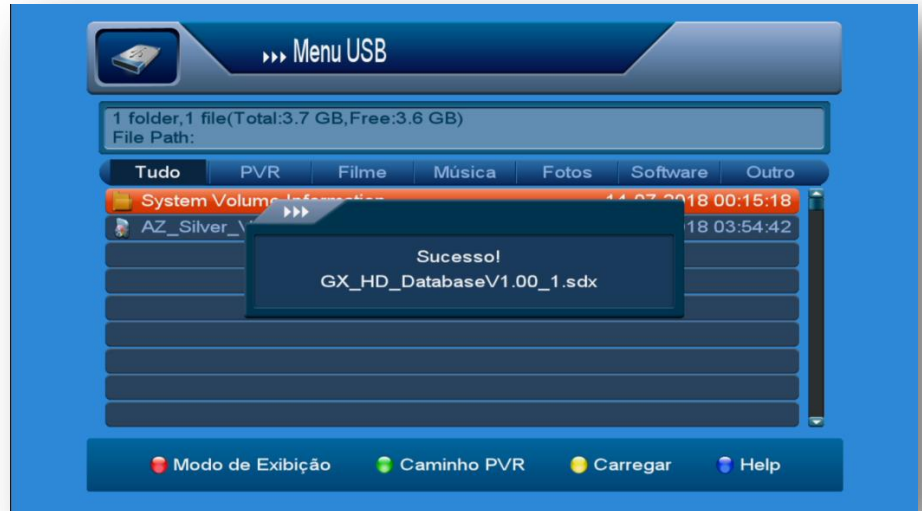 Menu USB
1 folder,1 file(Total:3.7 GB,Free:3.6 GB)
File Path:
Tudo PVR Filme Música Fotos Software Outro
System Volume 00:15:18
AZ_Silver_ 18 03:54:42
Sucesso!
GX_HD_DatabaseV1.00_1.sdx
Modo de Exibição Caminho PVR Carregar Help